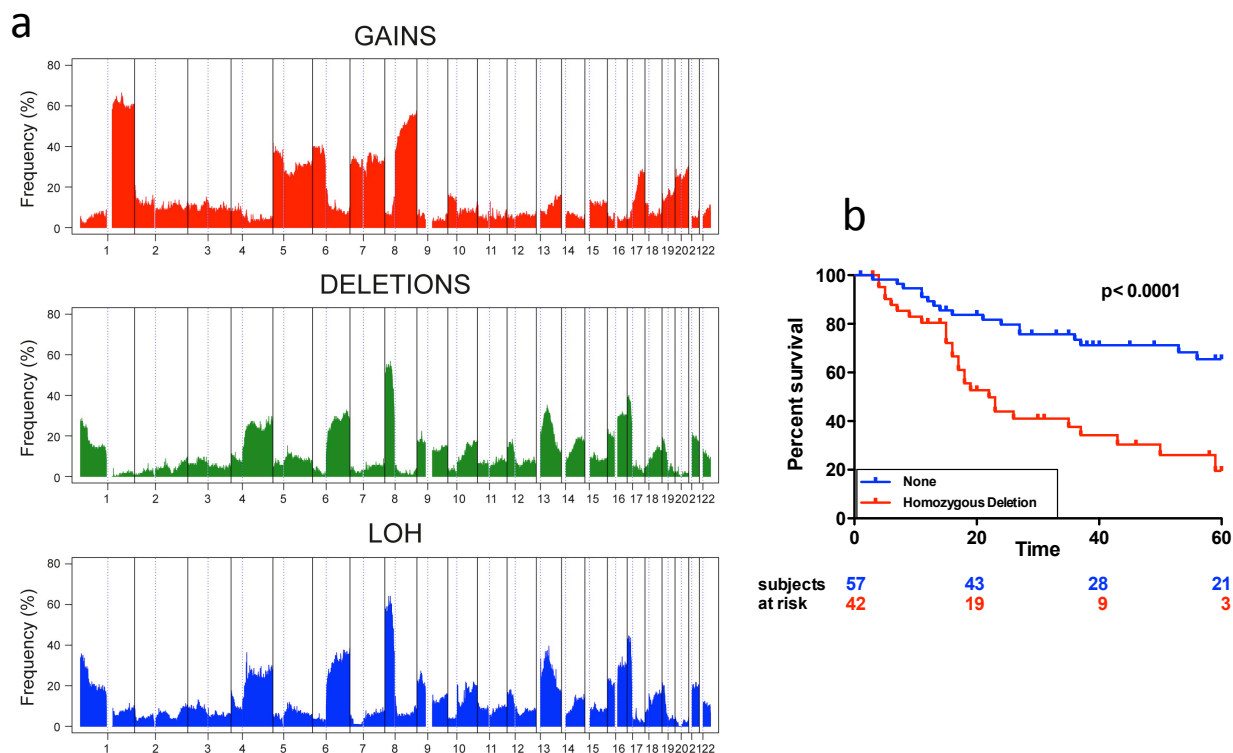 a
GAINS
Frequency (%)
80
60
40
20
0
1 2 3 4 5 6 7 8 9 10 11 12 13 14 15 16 17 18 19 20 21 22
DELETIONS
Frequency (%)
80
60
40
20
0
1 2 3 4 5 6 7 8 9 10 11 12 13 14 15 16 17 18 19 20 21 22
LOH
Frequency (%)
80
60
40
20
0
1 2 3 4 5 6 7 8 9 10 11 12 13 14 15 16 17 18 19 20 21 22
b
p< 0.0001
Percent survival
100
80
60
40
20
0
None
Homozygous Deletion
0 20 40 60
Time
subjects 57 43 28 21
at risk 42 19 9 3